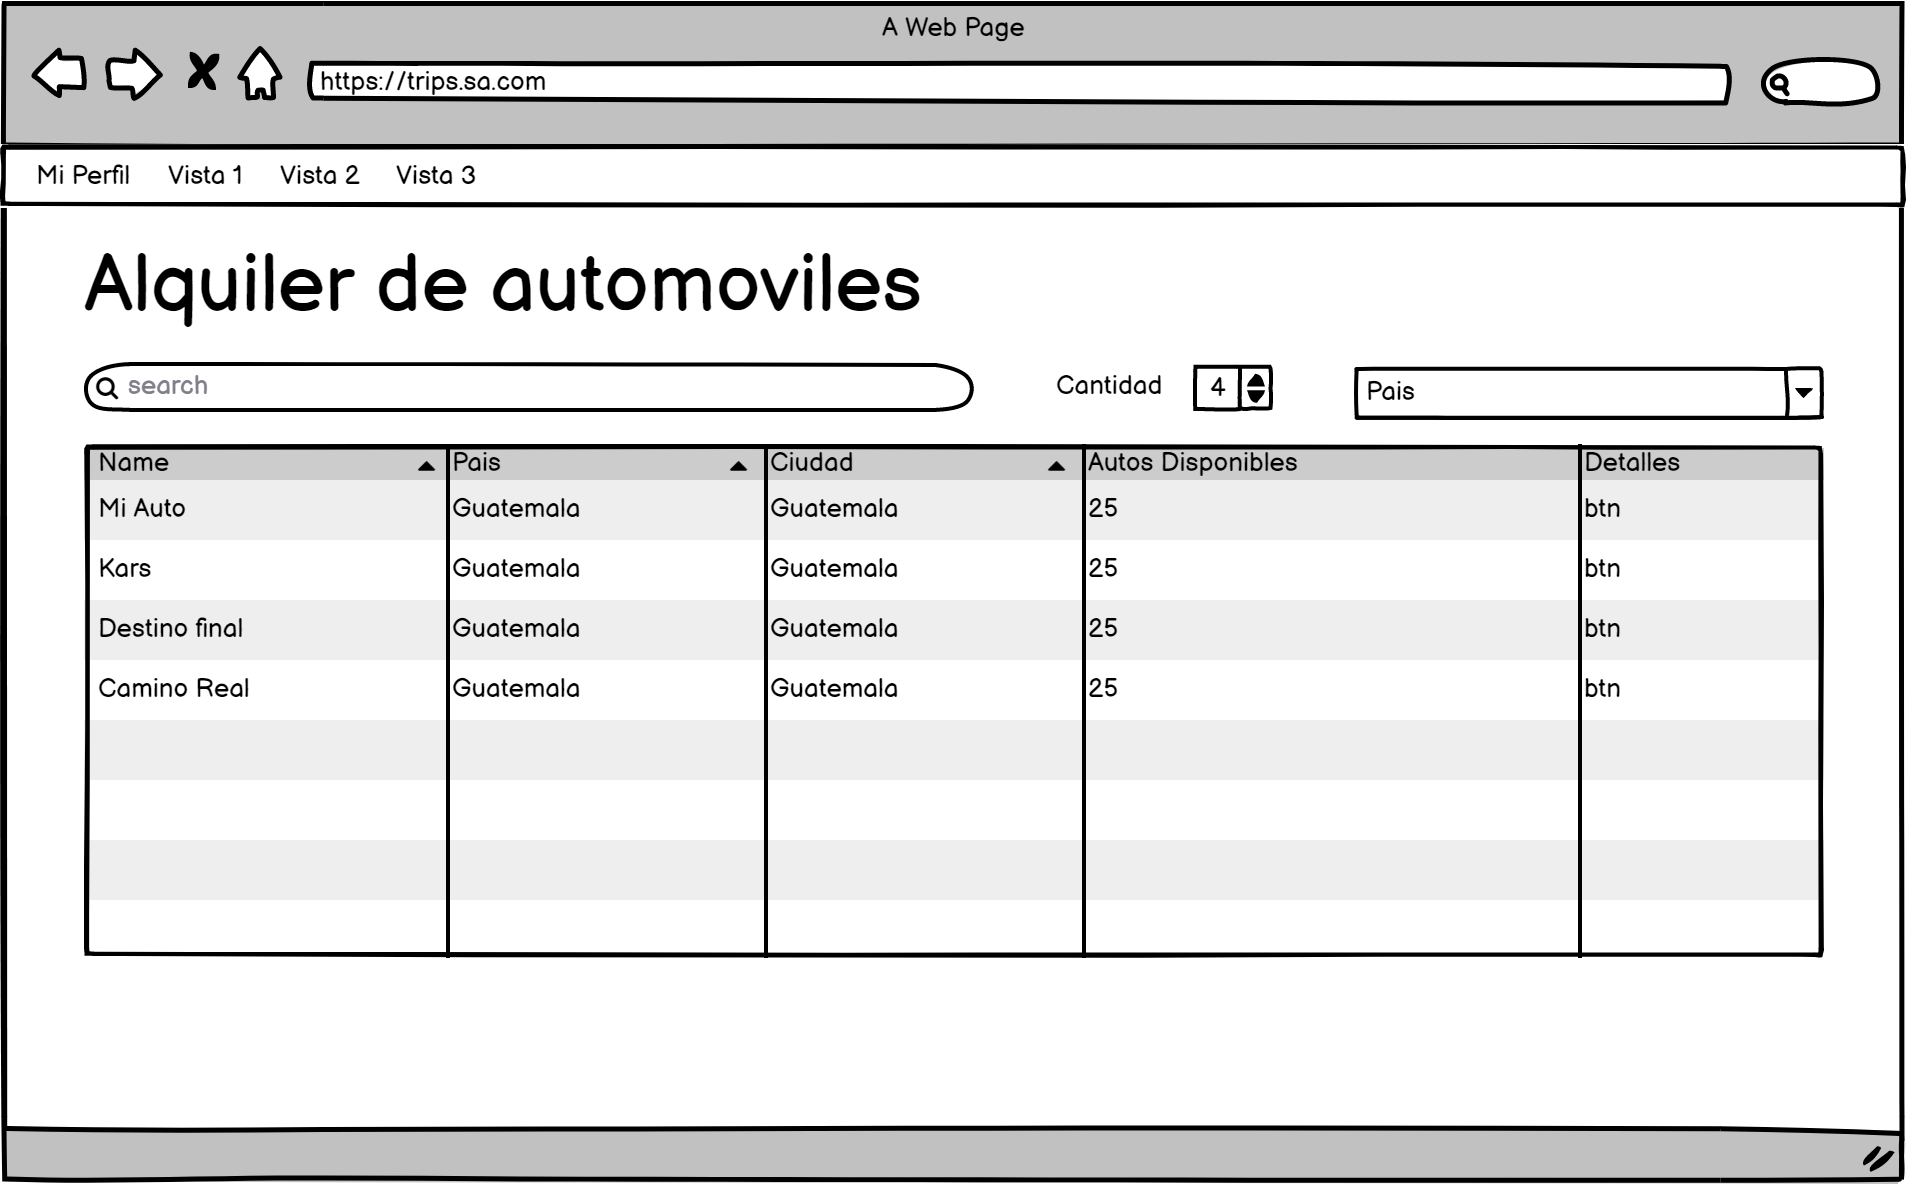 A Web Page
https://trips.sa.com
Mi Perfil Vista 1 Vista 2 Vista 3
Alquiler de automoviles
search Cantidad 4 Pais
Name Pais Ciudad Autos Disponibles Detalles
Mi Auto Guatemala Guatemala 25 btn
Kars Guatemala Guatemala 25 btn
Destino final Guatemala Guatemala 25 btn
Camino Real Guatemala Guatemala 25 btn